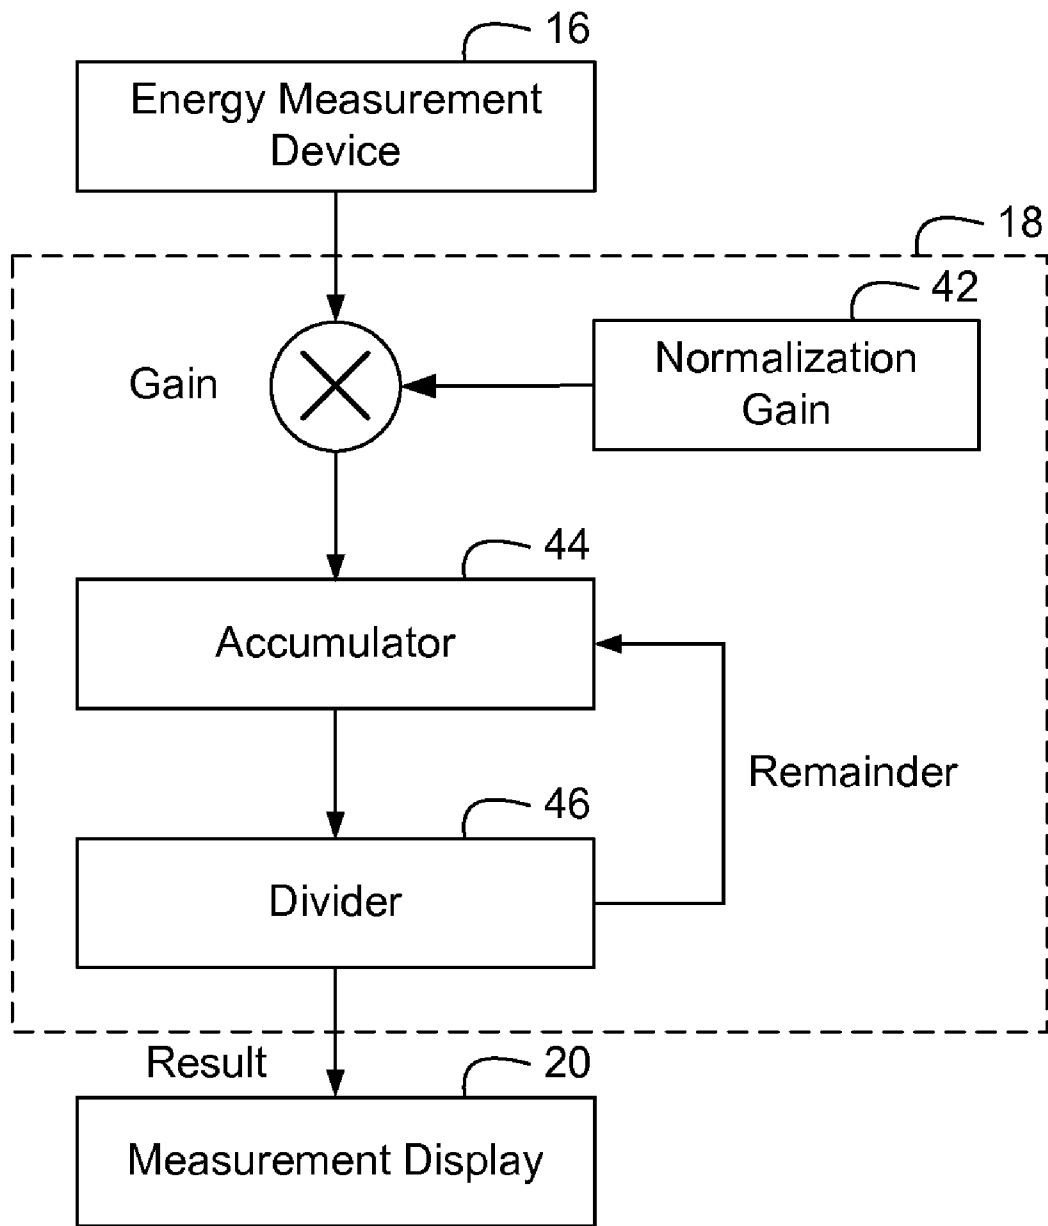 16
Energy Measurement
Device
18
42
Normalization
Gain
Gain
44
Accumulator
Remainder
46
Divider
Result
20
Measurement Display